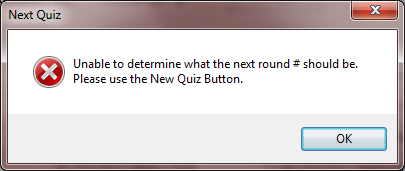 Next Quiz
Unable to determine what the next round # should be.
Please use the New Quiz Button.
OK